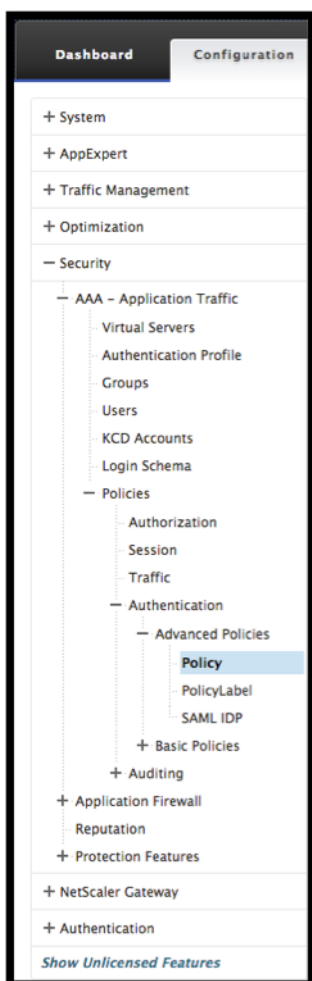 Dashboard Configuration
+ System
+ AppExpert
+ Traffic Management
+ Optimization
− Security
− AAA – Application Traffic
Virtual Servers
Authentication Profile
Groups
Users
KCD Accounts
Login Schema
− Policies
Authorization
Session
Traffic
− Authentication
− Advanced Policies
Policy
PolicyLabel
SAML IDP
+ Basic Policies
+ Auditing
+ Application Firewall
Reputation
+ Protection Features
+ NetScaler Gateway
+ Authentication
Show Unlicensed Features